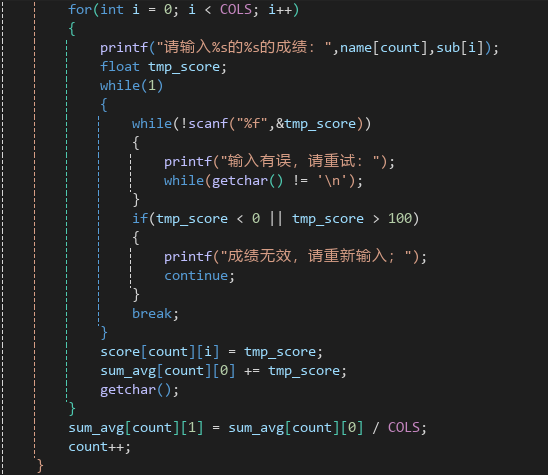 for(int i = 0; i < COLS; i++)
{
printf("请输入%s的%s的成绩：",name[count],sub[i]);
float tmp_score;
while(1)
{
while(!scanf("%f",&tmp_score))
{
printf("输入有误，请重试：");
while(getchar() != '\n');
}
if(tmp_score < 0 || tmp_score > 100)
{
printf("成绩无效，请重新输入；");
continue;
}
break;
}
score[count][i] = tmp_score;
sum_avg[count][0] += tmp_score;
getchar();
}
sum_avg[count][1] = sum_avg[count][0] / COLS;
count++;
}